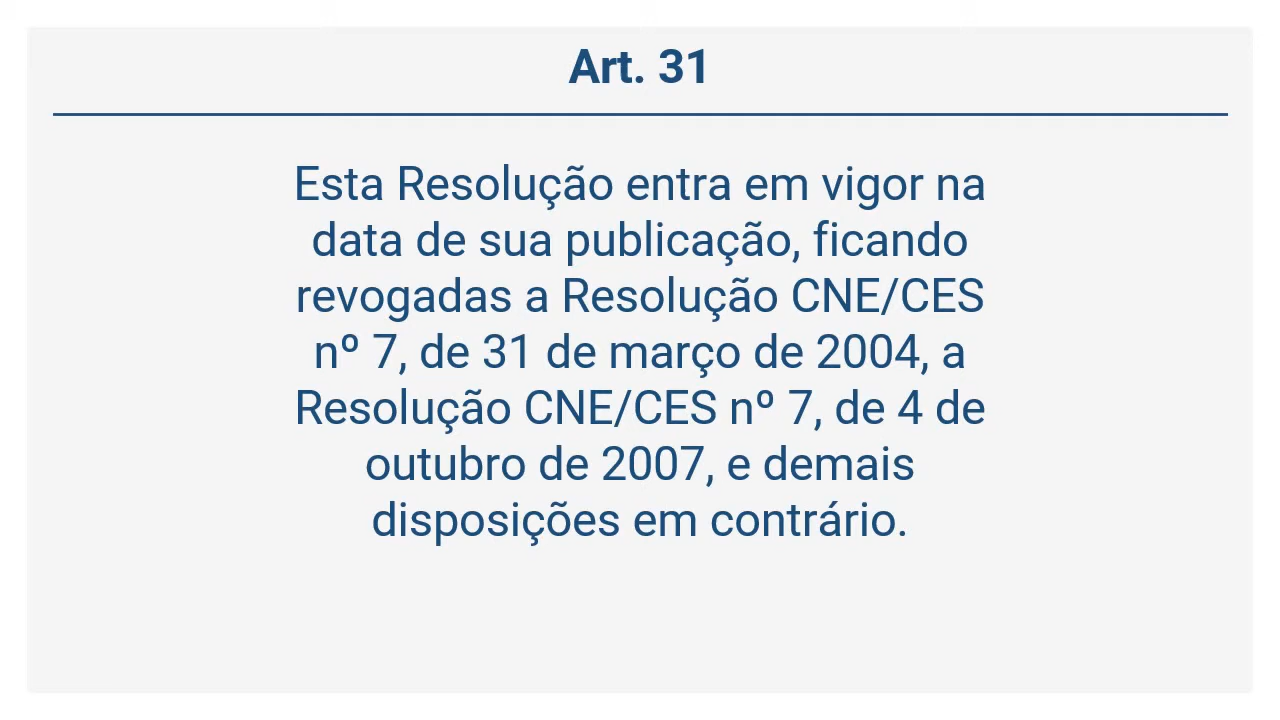 Art. 31
Esta Resolução entra em vigor na
data de sua publicação, ficando
revogadas a Resolução CNE/CES
nº 7, de 31 de março de 2004, a
Resolução CNE/CES nº 7, de 4 de
outubro de 2007, e demais
disposições em contrário.